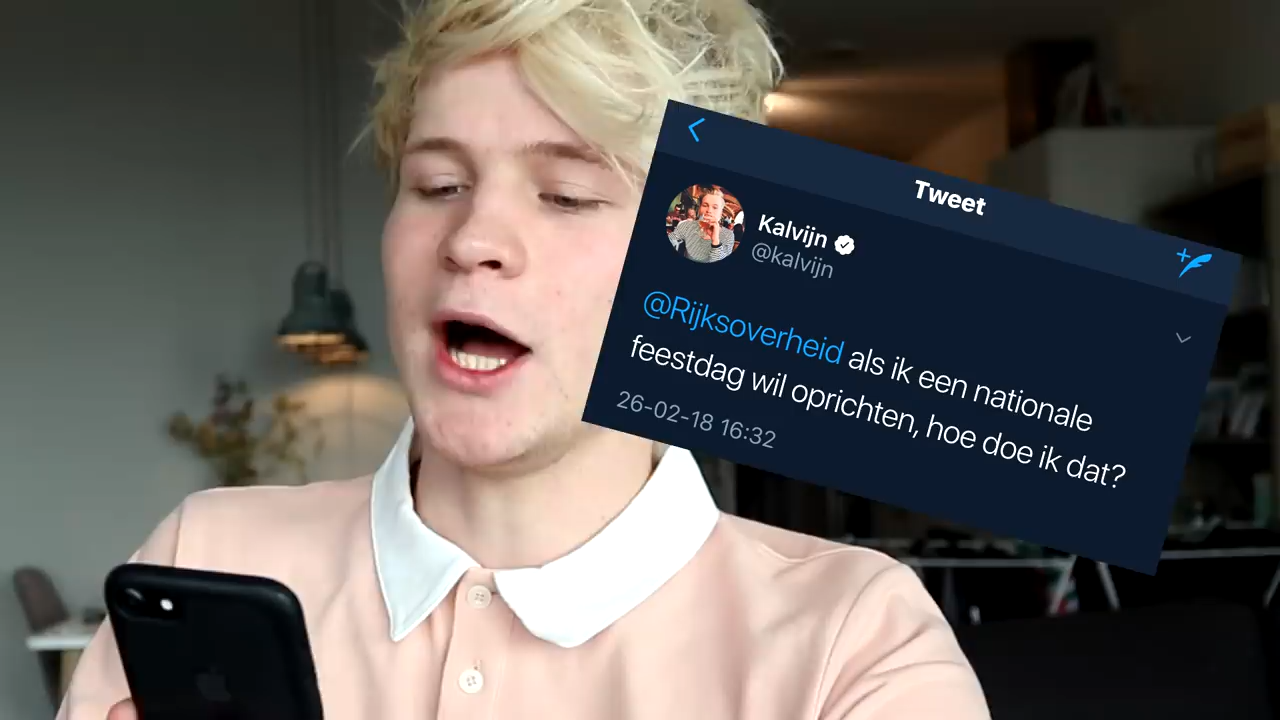 Tweet
Kalvijn
@kalvijn
@Rijksoverheid als ik een nationale
feestdag wil oprichten, hoe doe ik dat?
26-02-18 16:32